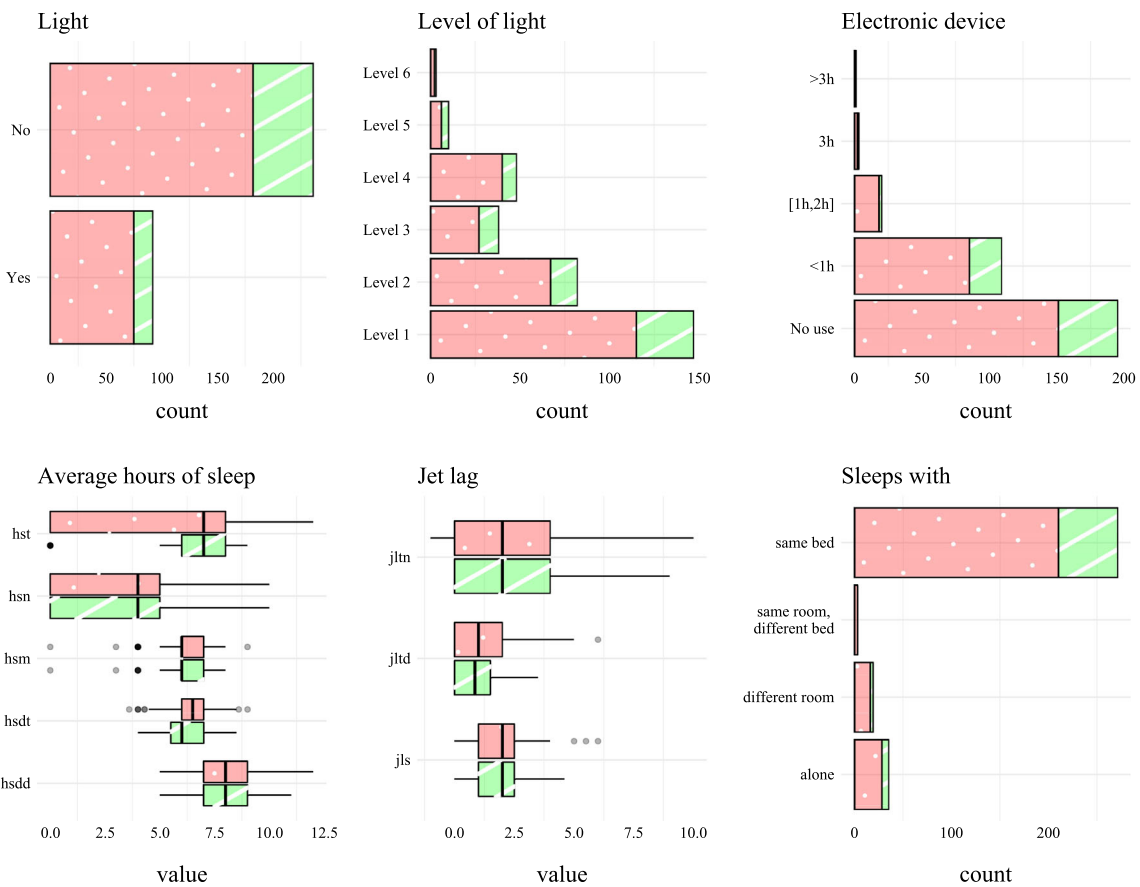 Light
No
Yes
0 50 100 150 200
count
Level of light
Level 6
Level 5
Level 4
Level 3
Level 2
Level 1
0 50 100 150
count
Electronic device
>3h
3h
[1h,2h]
<1h
No use
0 50 100 150 200
count
Average hours of sleep
hst
hsn
hsm
hsdt
hsdd
0.0 2.5 5.0 7.5 10.0 12.5
value
Jet lag
jltn
jltd
jls
0.0 2.5 5.0 7.5 10.0
value
Sleeps with
same bed
same room,
different bed
different room
alone
0 100 200
count